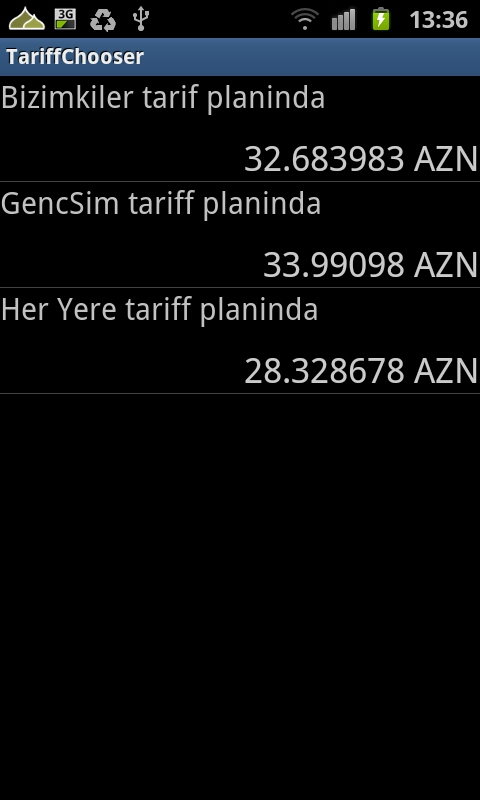 3G 13:36
TariffChooser
Bizimkiler tarif planinda
32.683983 AZN
GencSim tariff planinda
33.99098 AZN
Her Yere tariff planinda
28.328678 AZN